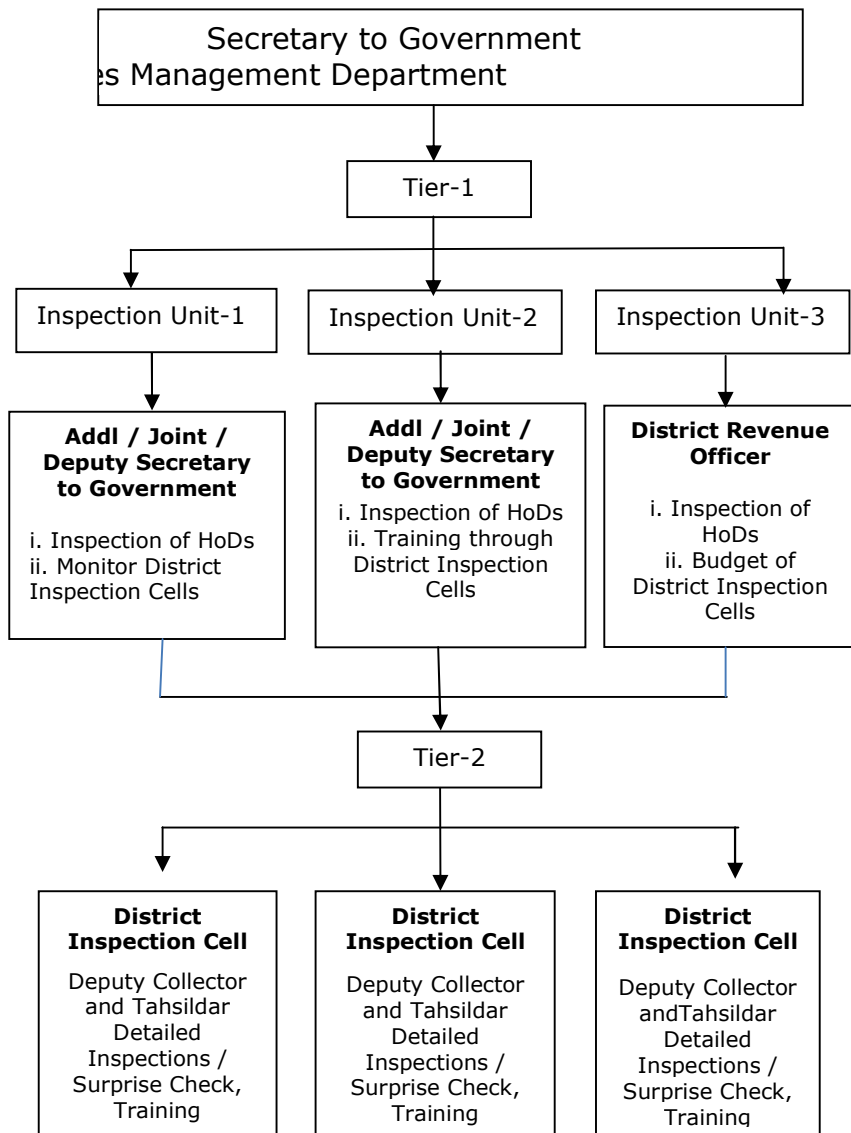 Secretary to Government
es Management Department
Tier-1
Inspection Unit-1
Inspection Unit-2
Inspection Unit-3
Addl / Joint /
Deputy Secretary
to Government
i. Inspection of HoDs
ii. Monitor District
Inspection Cells
Addl / Joint /
Deputy Secretary
to Government
i. Inspection of HoDs
ii. Training through
District Inspection
Cells
District Revenue
Officer
i. Inspection of
HoDs
ii. Budget of
District Inspection
Cells
Tier-2
District
Inspection Cell
Deputy Collector
and Tahsildar
Detailed
Inspections /
Surprise Check,
Training
District
Inspection Cell
Deputy Collector
and Tahsildar
Detailed
Inspections /
Surprise Check,
Training
District
Inspection Cell
Deputy Collector
andTahsildar
Detailed
Inspections /
Surprise Check,
Training